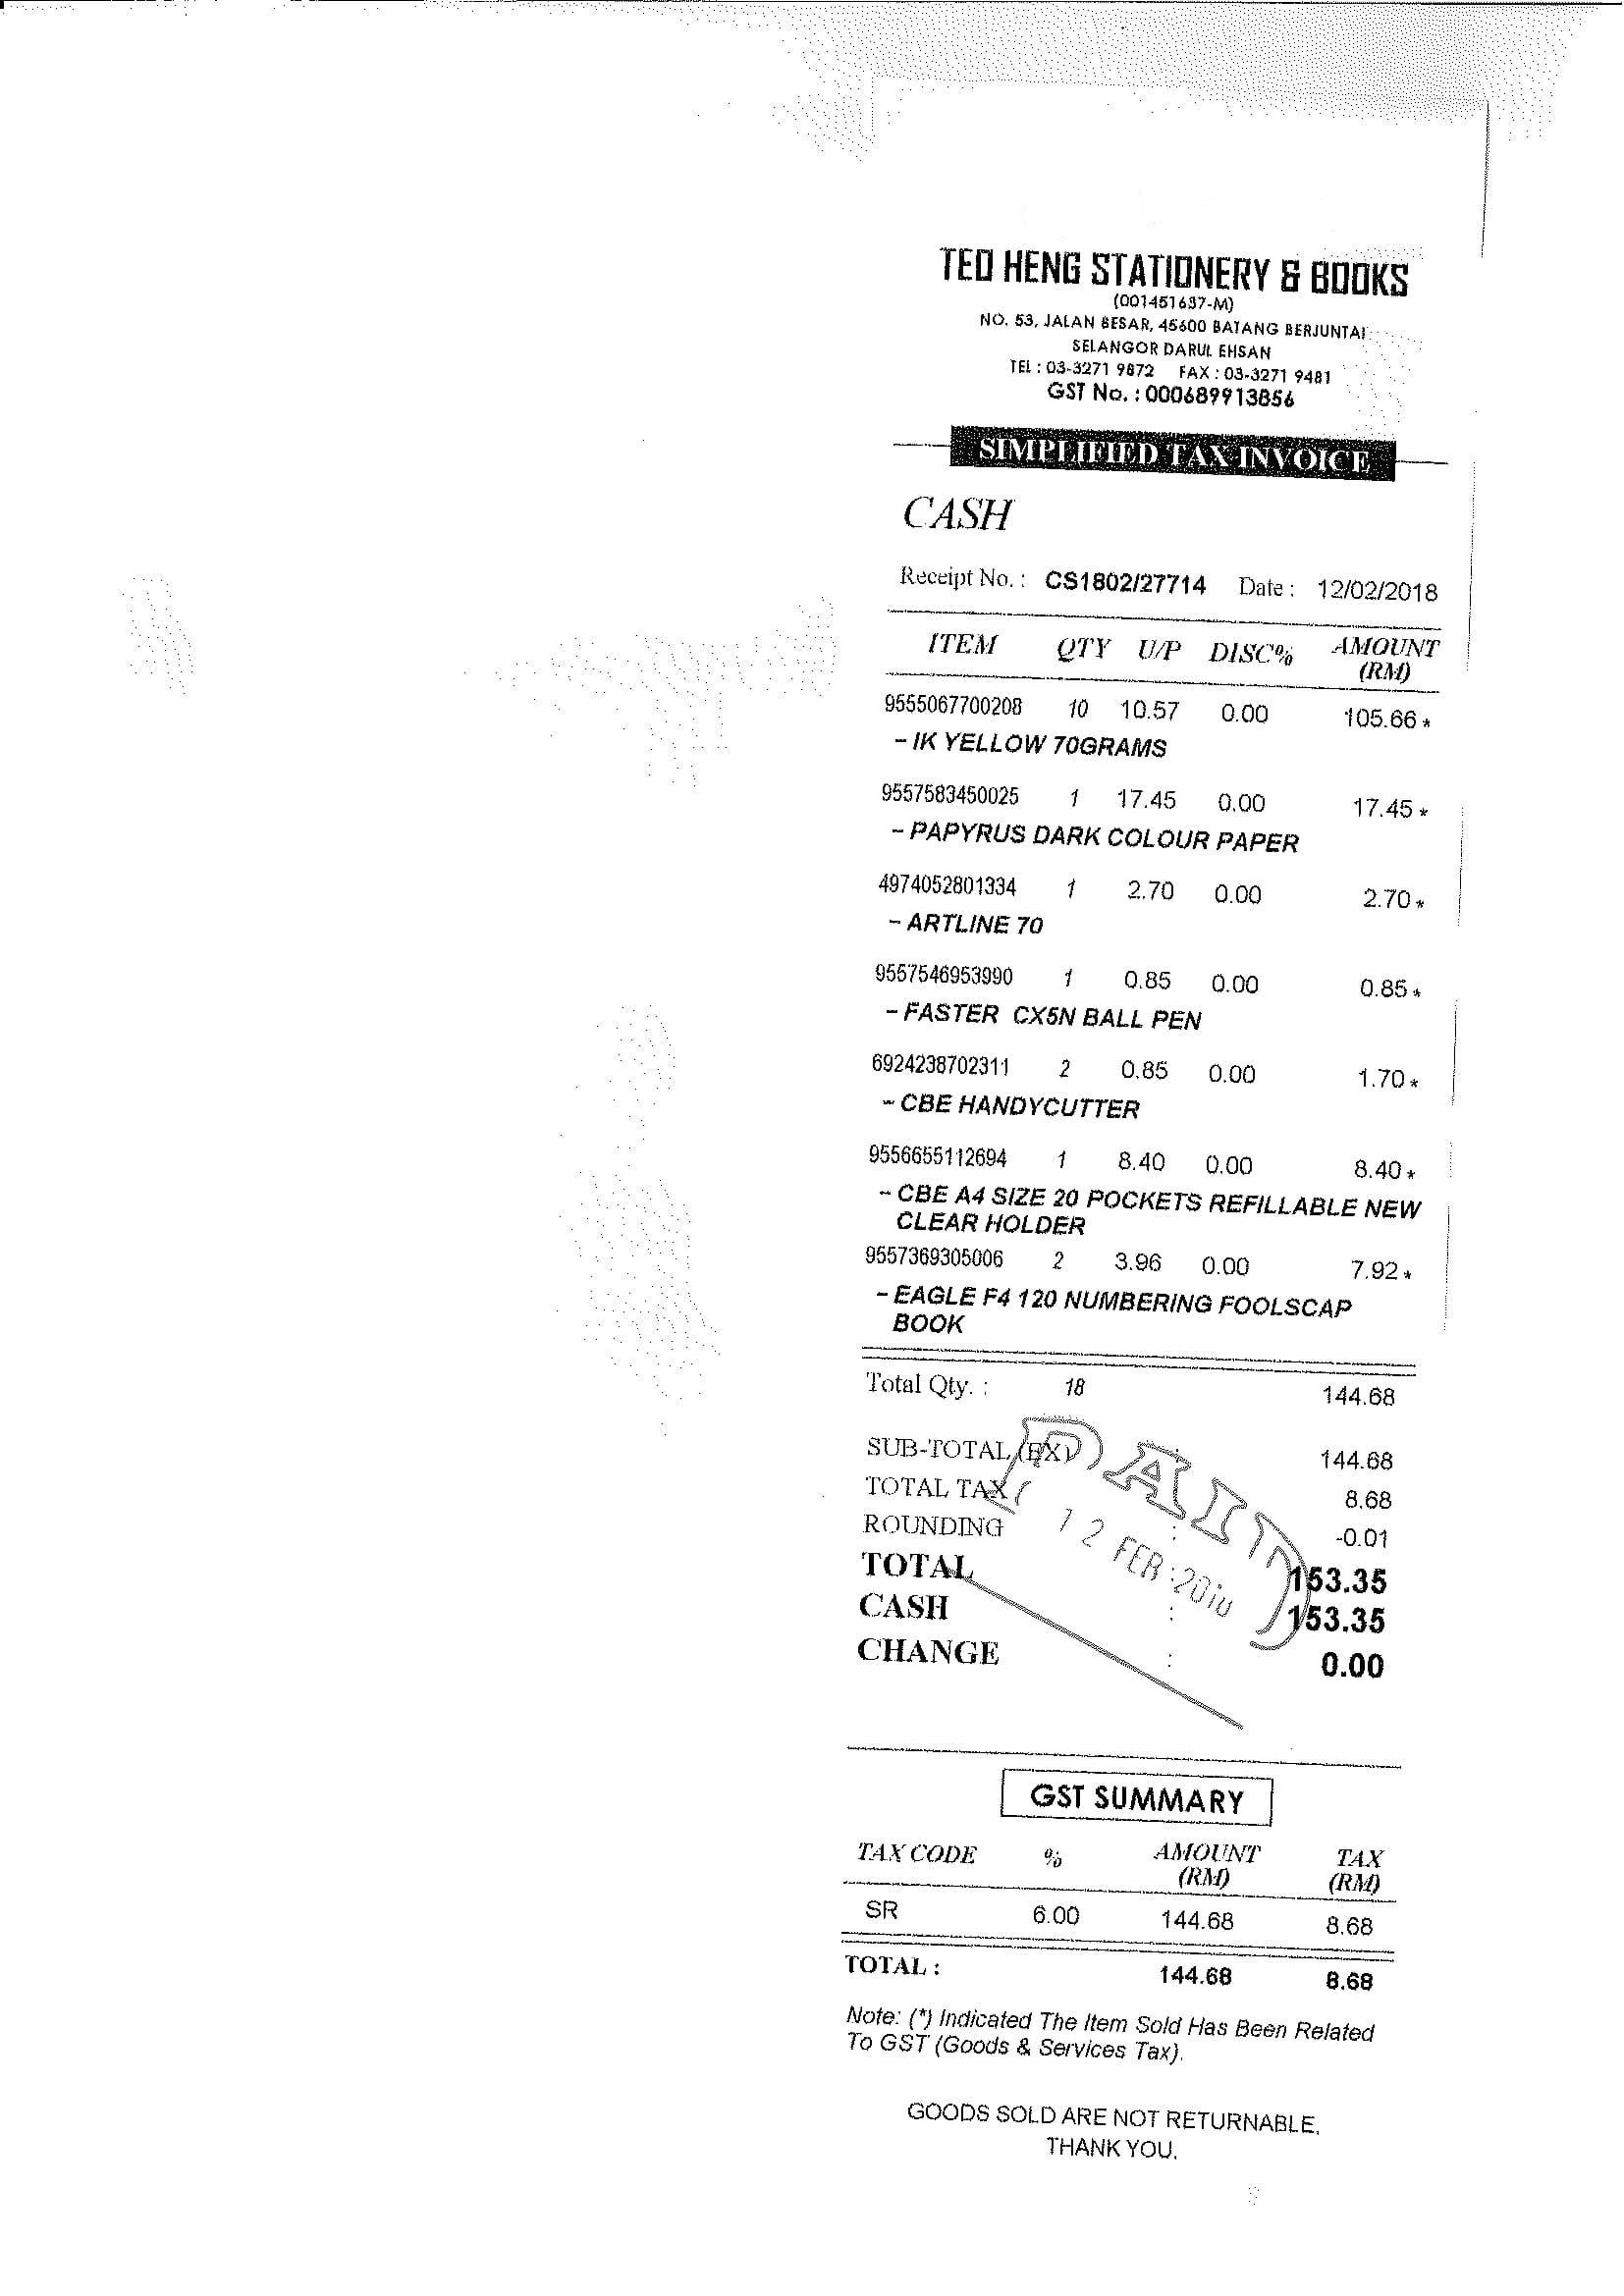 TEO HENG STATIONERY & BOOKS
(001451637-M)
NO. 53, JALAN BESAR, 45600 BATANG BERJUNTAI
SELANGOR DARUL EHSAN
TEL : 03-3271 9872 FAX : 03-3271 9481
GST No. : 000689913856
SIMPLIFIED TAX INVOICE
CASH
Receipt No. : CS1802/27714 Date : 12/02/2018
ITEM QTY U/P DISC% AMOUNT
(RM)
9555067700208 10 10.57 0.00 105.66 *
- IK YELLOW 70GRAMS
9557583450025 1 17.45 0.00 17.45 *
- PAPYRUS DARK COLOUR PAPER
4974052801334 1 2.70 0.00 2.70 *
- ARTLINE 70
9557546953990 1 0.85 0.00 0.85 *
- FASTER CX5N BALL PEN
6924238702311 2 0.85 0.00 1.70 *
- CBE HANDYCUTTER
9556655112694 1 8.40 0.00 8.40 *
- CBE A4 SIZE 20 POCKETS REFILLABLE NEW
CLEAR HOLDER
9557369305006 2 3.96 0.00 7.92 *
- EAGLE F4 120 NUMBERING FOOLSCAP
BOOK
Total Qty. : 18 144.68
SUB-TOTAL (EX) : 144.68
TOTAL TAX 8.68
ROUNDING : -0.01
TOTAL : 153.35
CASH : 153.35
CHANGE : 0.00
PAID
12 FEB
GST SUMMARY
TAX CODE % AMOUNT TAX
(RM) (RM)
SR 6.00 144.68 8.68
TOTAL : 144.68 8.68
Note: (*) Indicated The Item Sold Has Been Related
To GST (Goods & Services Tax).
GOODS SOLD ARE NOT RETURNABLE.
THANK YOU.